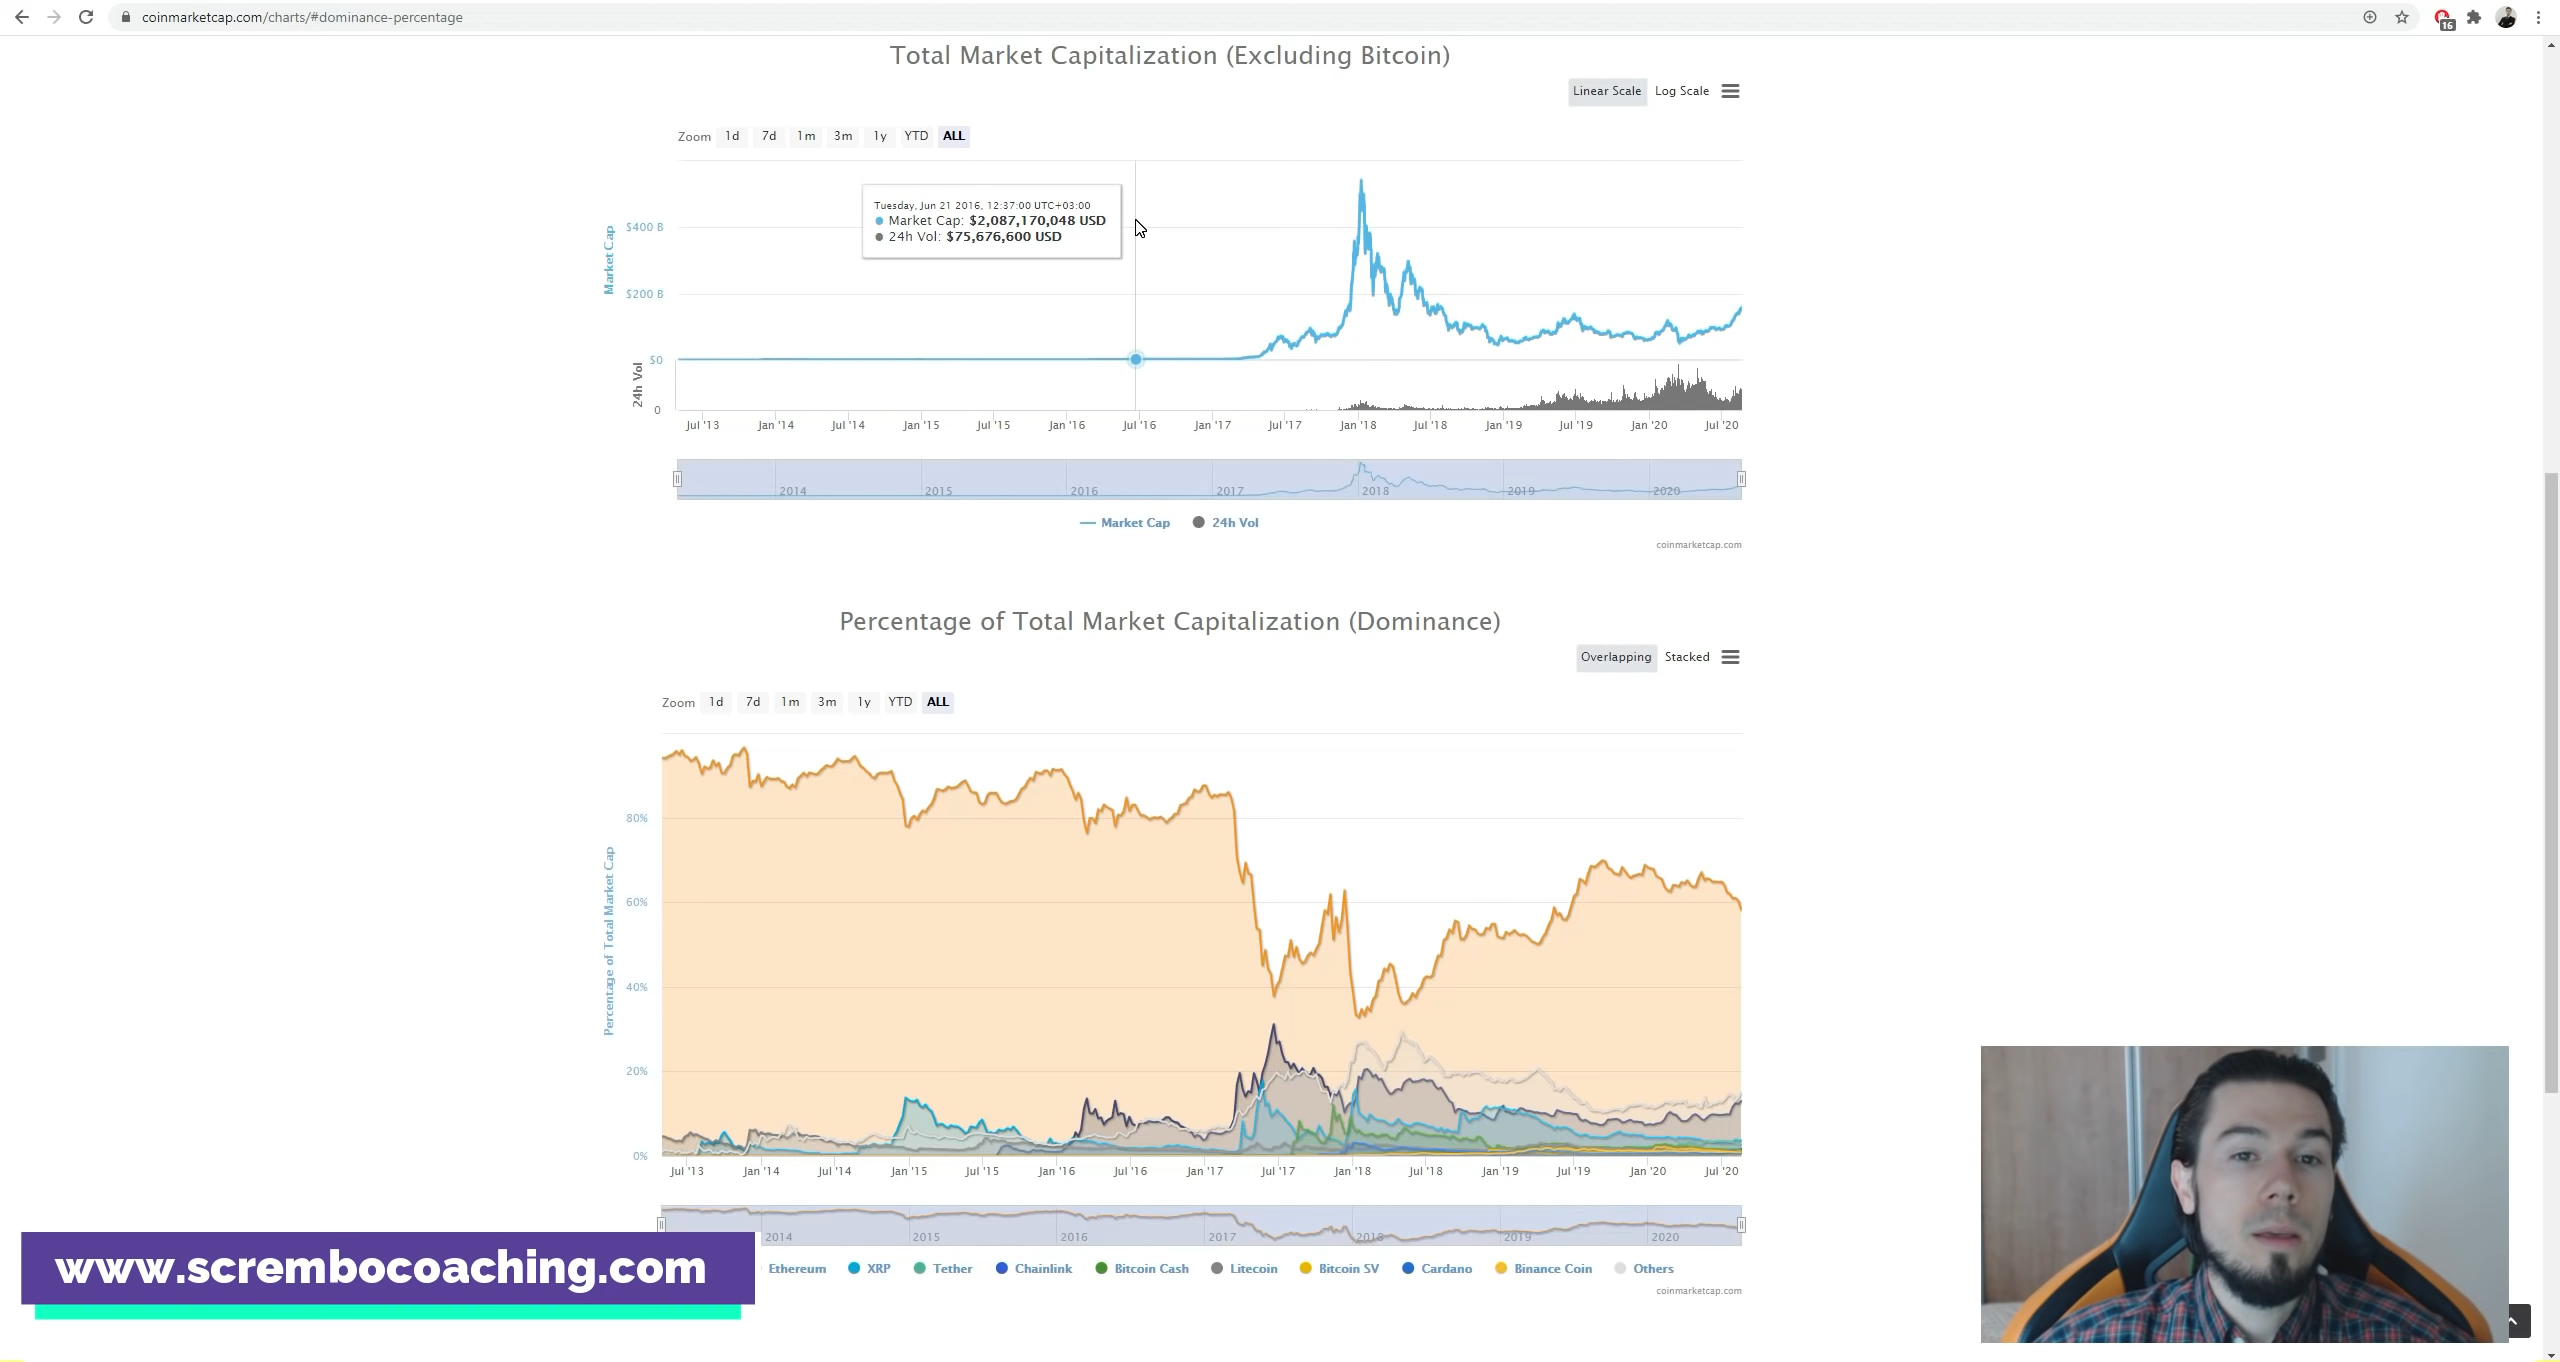 coinmarketcap.com/charts/#dominance-percentage
16
Total Market Capitalization (Excluding Bitcoin)
Linear Scale Log Scale
Zoom 1d 7d 1m 3m 1y YTD ALL
Tuesday, Jun 21 2016, 12:37:00 UTC+03:00
Market Cap: $2,087,170,048 USD
24h Vol: $75,676,600 USD
Market Cap
$400 B
$200 B
$0
24h Vol
0
Jul '13 Jan '14 Jul '14 Jan '15 Jul '15 Jan '16 Jul '16 Jan '17 Jul '17 Jan '18 Jul '18 Jan '19 Jul '19 Jan '20 Jul '20
2014 2015 2016 2017 2018 2019 2020
Market Cap 24h Vol
coinmarketcap.com
Percentage of Total Market Capitalization (Dominance)
Overlapping Stacked
Zoom 1d 7d 1m 3m 1y YTD ALL
Percentage of Total Market Cap
80%
60%
40%
20%
0%
Jul '13 Jan '14 Jul '14 Jan '15 Jul '15 Jan '16 Jul '16 Jan '17 Jul '17 Jan '18 Jul '18 Jan '19 Jul '19 Jan '20 Jul '20
2014 2015 2016 2017 2018 2019 2020
Ethereum XRP Tether Chainlink Bitcoin Cash Litecoin Bitcoin SV Cardano Binance Coin Others
coinmarketcap.com
www.scrembocoaching.com